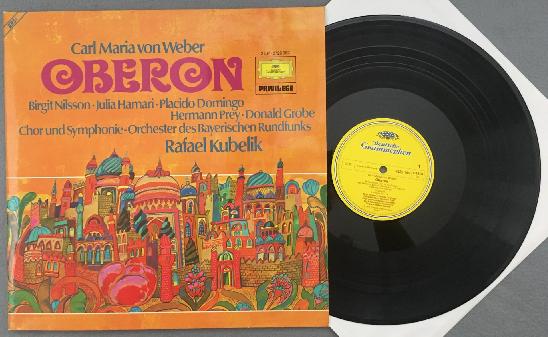 Carl Maria von Weber
OBERON
Birgit Nilsson · Julia Hamari · Placido Domingo
Hermann Prey · Donald Grobe
Chor und Symphonie-Orchester des Bayerischen Rundfunks
Rafael Kubelik
PRIVILEGE
Deutsche
Grammophon